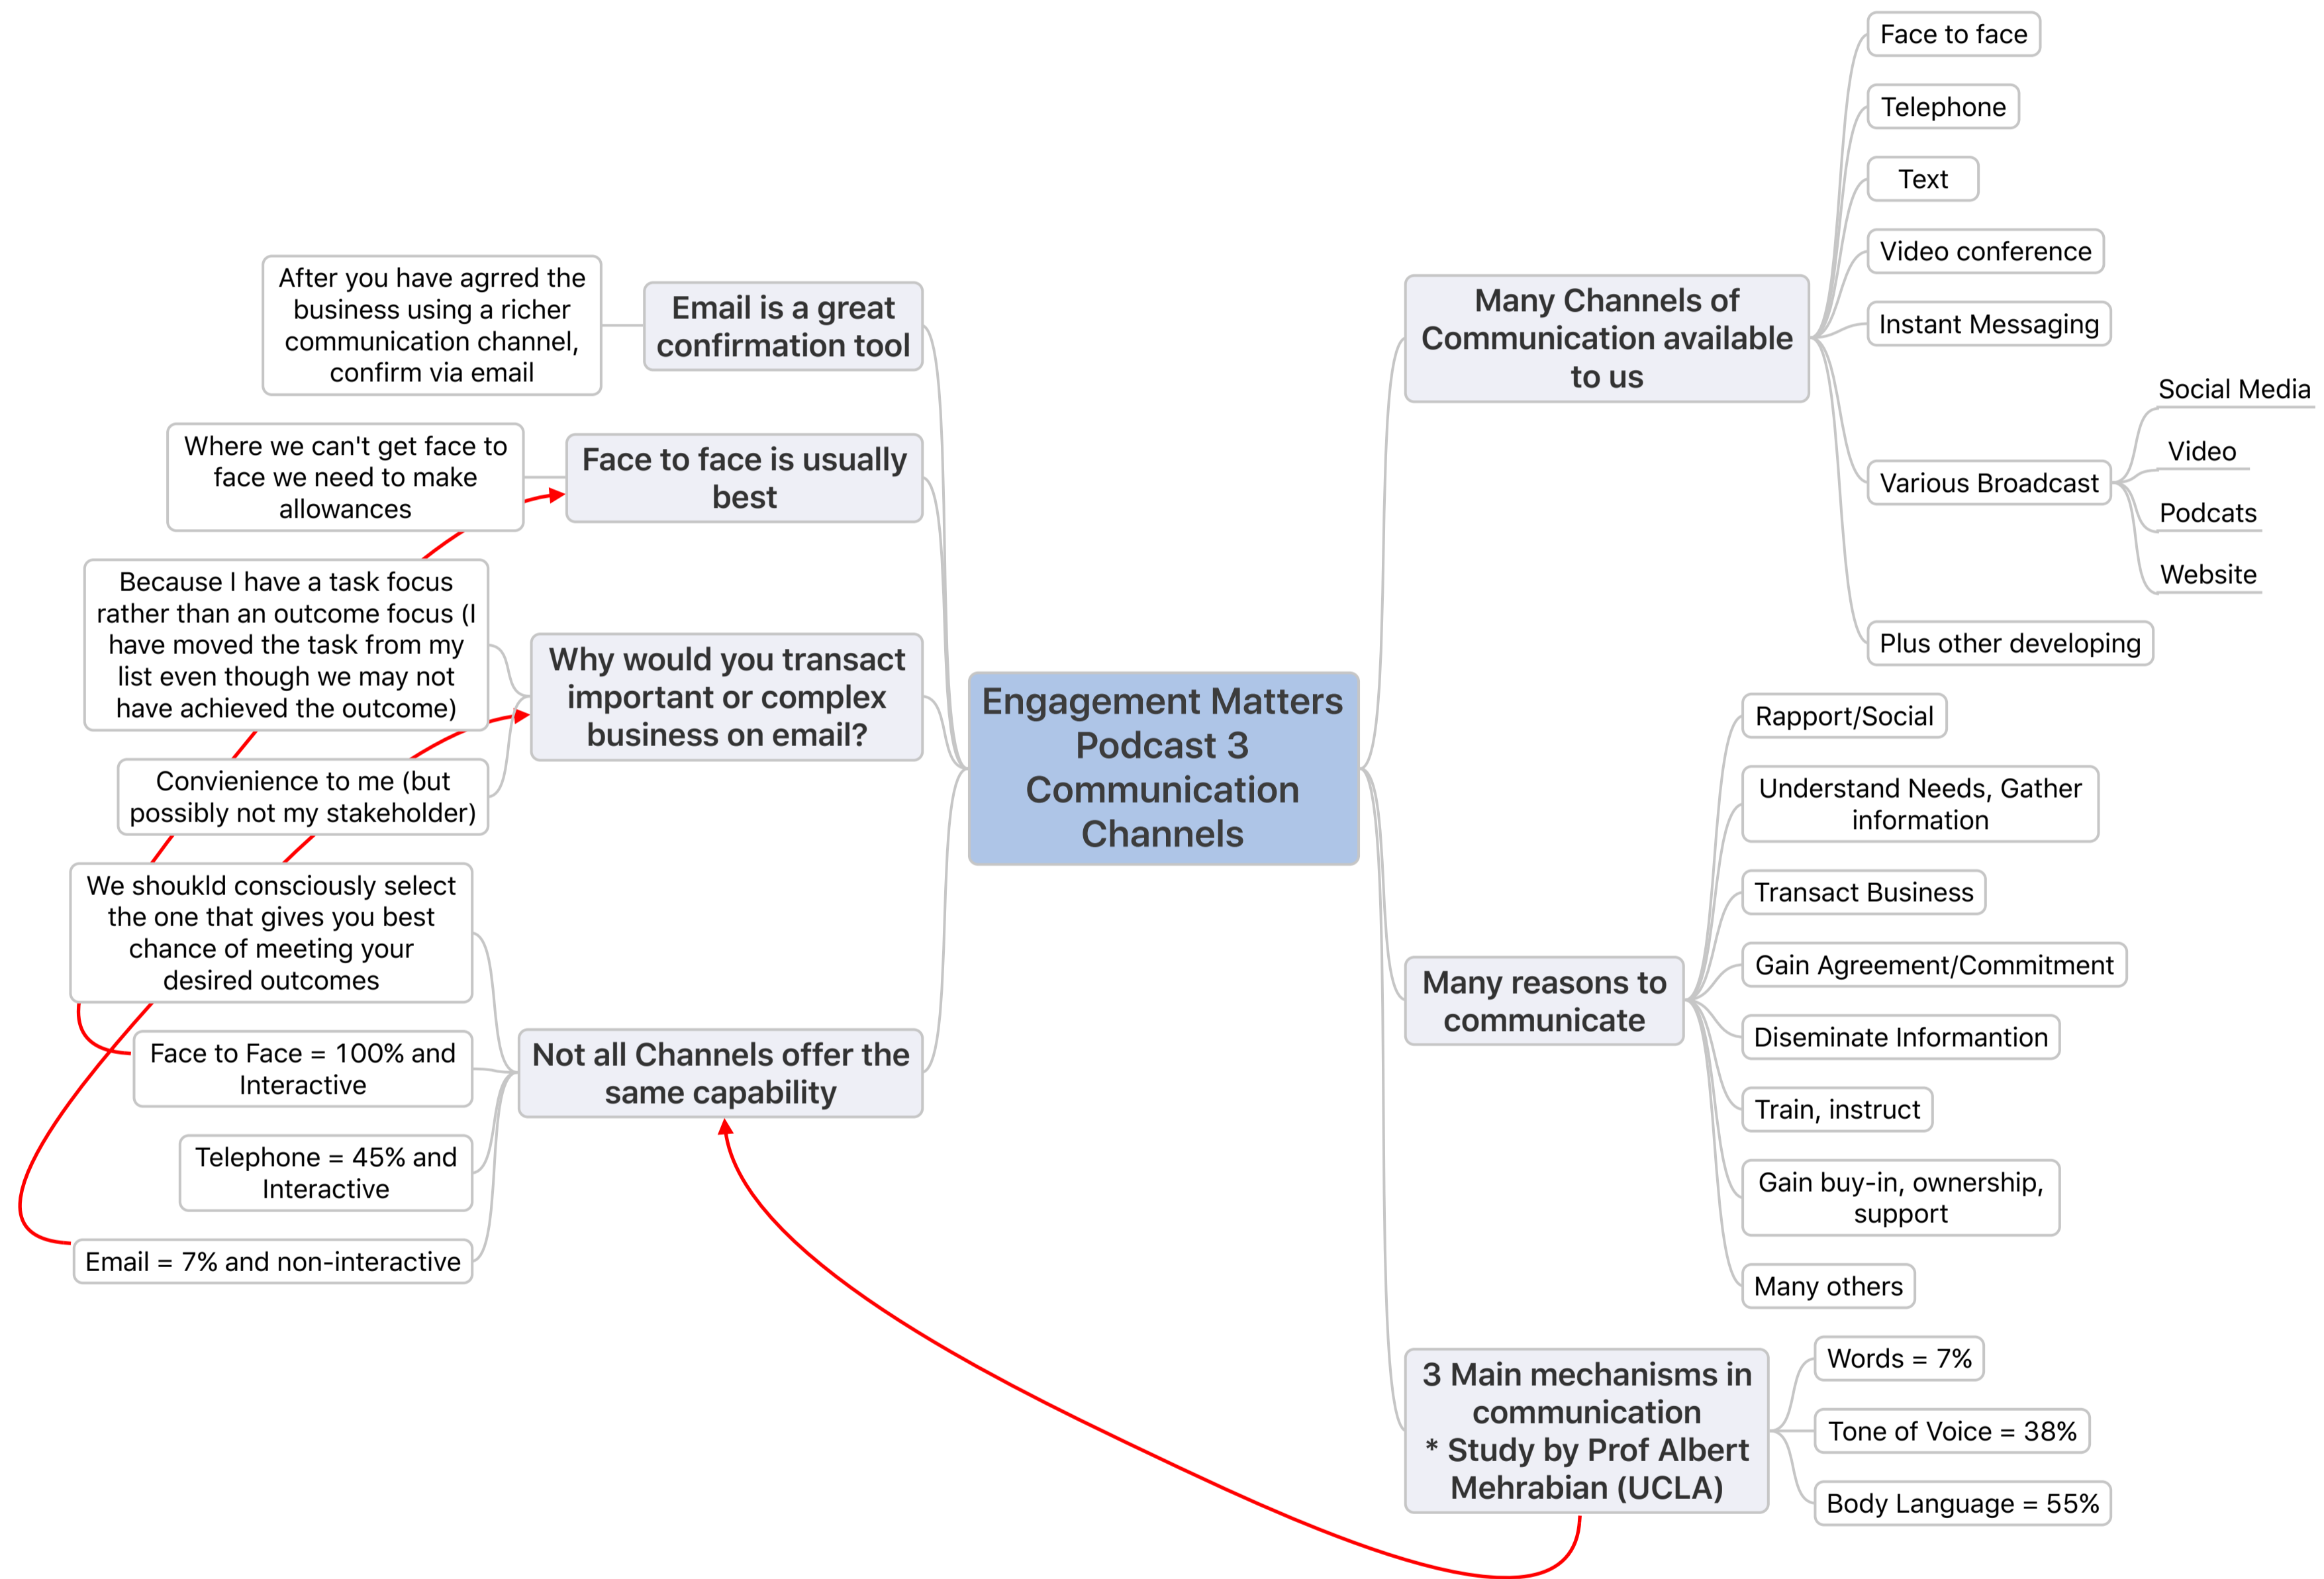 Engagement Matters
Podcast 3
Communication
Channels
Many Channels of
Communication available
to us
Face to face
Telephone
Text
Video conference
Instant Messaging
Various Broadcast
Social Media
Video
Podcats
Website
Plus other developing
Many reasons to
communicate
Rapport/Social
Understand Needs, Gather
information
Transact Business
Gain Agreement/Commitment
Diseminate Informantion
Train, instruct
Gain buy-in, ownership,
support
Many others
3 Main mechanisms in
communication
* Study by Prof Albert
Mehrabian (UCLA)
Words = 7%
Tone of Voice = 38%
Body Language = 55%
Email is a great
confirmation tool
After you have agrred the
business using a richer
communication channel,
confirm via email
Face to face is usually
best
Where we can't get face to
face we need to make
allowances
Why would you transact
important or complex
business on email?
Because I have a task focus
rather than an outcome focus (I
have moved the task from my
list even though we may not
have achieved the outcome)
Convienience to me (but
possibly not my stakeholder)
Not all Channels offer the
same capability
We shoukld consciously select
the one that gives you best
chance of meeting your
desired outcomes
Face to Face = 100% and
Interactive
Telephone = 45% and
Interactive
Email = 7% and non-interactive